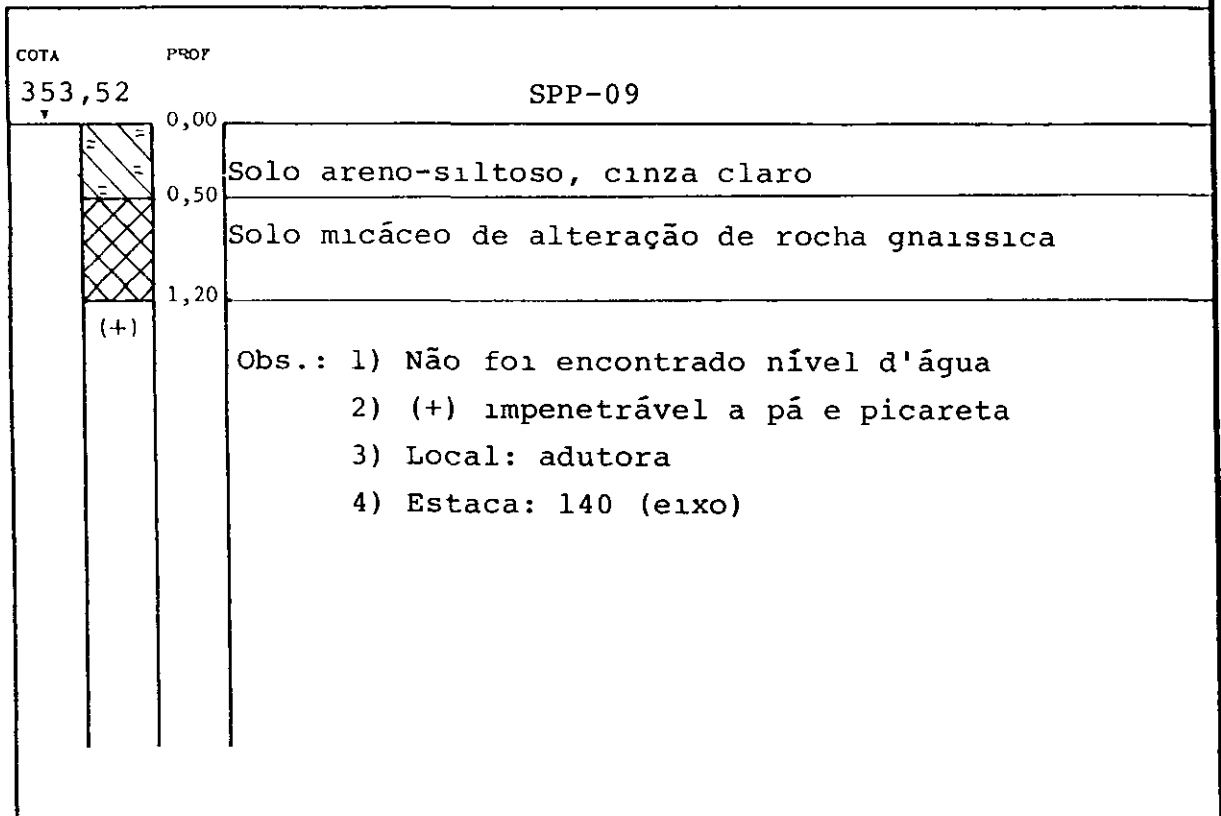 COTA PROF
353,52 SPP-09
0,00
Solo areno-siltoso, cinza claro
0,50
Solo micáceo de alteração de rocha gnaissica
1,20
(+)
Obs.: 1) Não foi encontrado nível d'água
2) (+) impenetrável a pá e picareta
3) Local: adutora
4) Estaca: 140 (eixo)